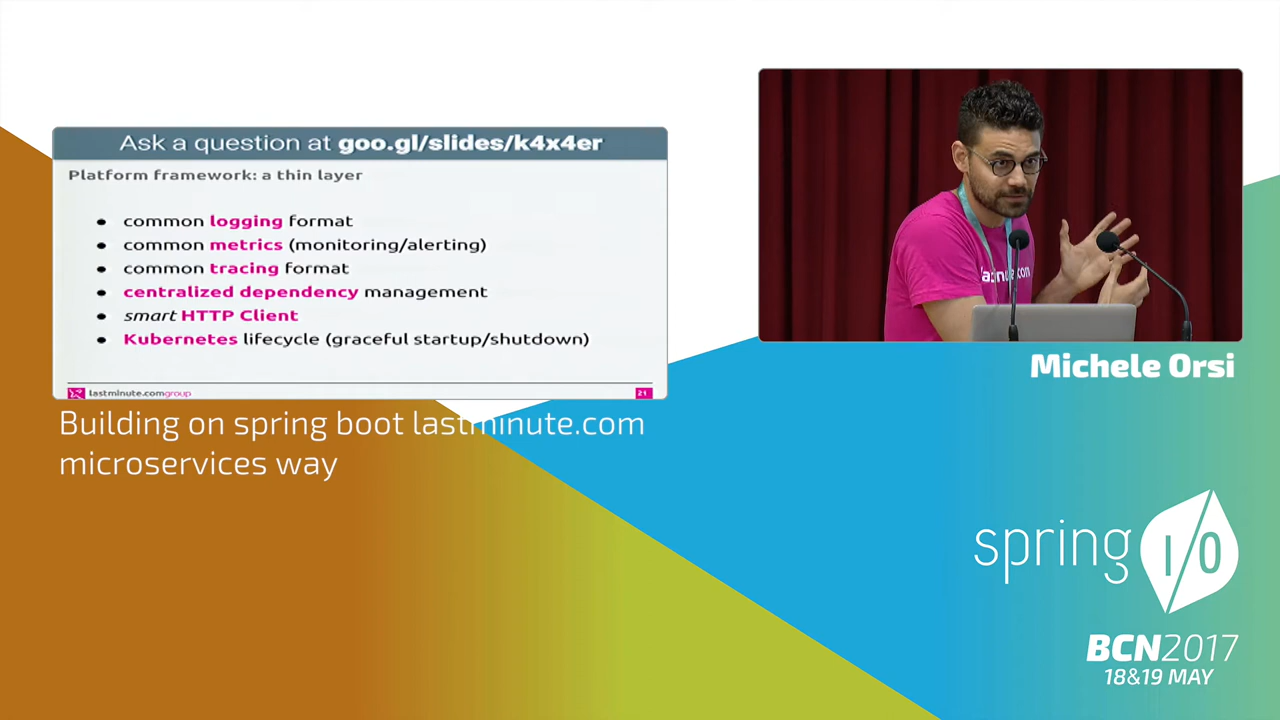 Ask a question at goo.gl/slides/k4x4er
Platform framework: a thin layer
common logging format
common metrics (monitoring/alerting)
common tracing format
centralized dependency management
smart HTTP Client
Kubernetes lifecycle (graceful startup/shutdown)
lastminute.comgroup
21
Building on spring boot lastminute.com
microservices way
lastminute.com
Michele Orsi
spring I/O
BCN2017
18&19 MAY